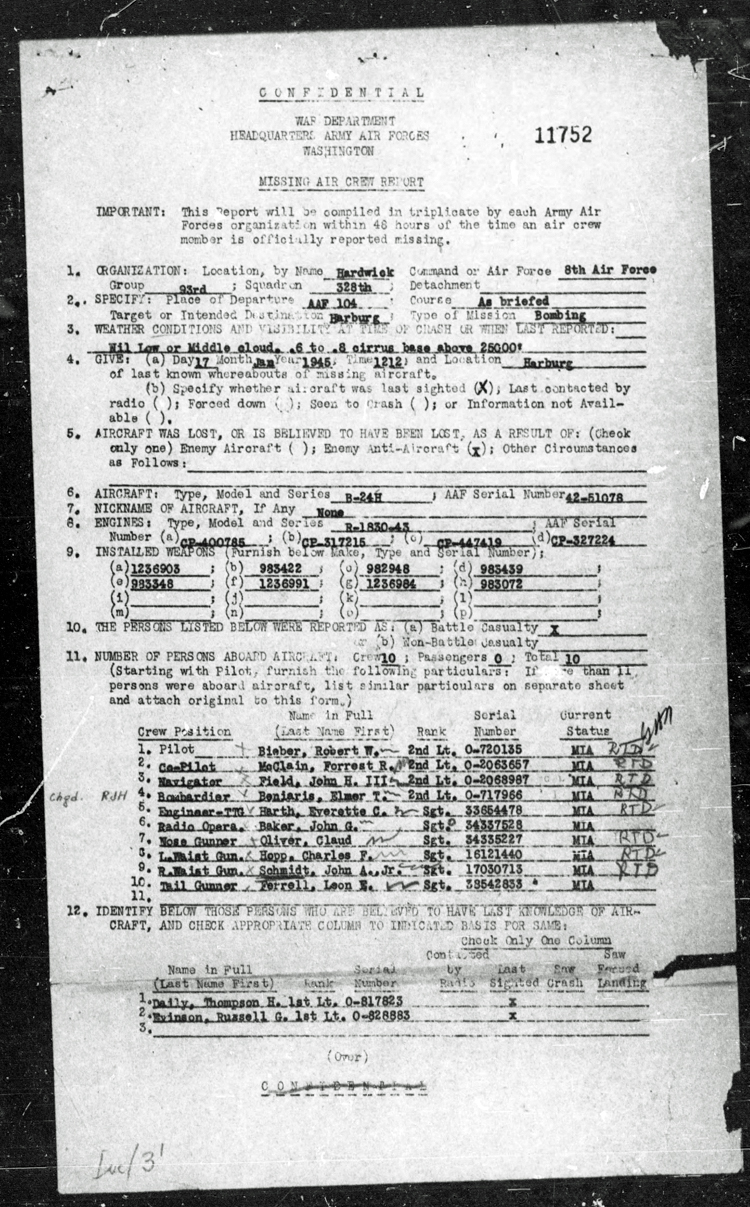 CONFIDENTIAL
WAR DEPARTMENT
HEADQUARTERS ARMY AIR FORCES
WASHINGTON
11752
MISSING AIR CREW REPORT
IMPORTANT: This Report will be compiled in triplicate by each Army Air
Forces organization within 48 hours of the time an air crew
member is officially reported missing.
1. ORGANIZATION: Location, by Name Hardwick Command or Air Force 8th Air Force
Group 93rd ; Squadron 328th ; Detachment
2. SPECIFY: Place of Departure AAF 104 Course As briefed
Target or Intended Destination Harburg ; Type of Mission Bombing
3. WEATHER CONDITIONS AND VISIBILITY AT TIME OF CRASH OR WHEN LAST REPORTED:
Nil Low or Middle cloud. .6 to .8 cirrus base above 25000'
4. GIVE: (a) Day 17 Month Jan Year 1945, Time 1212; and Location Harburg
of last known whereabouts of missing aircraft.
(b) Specify whether aircraft was last sighted (X); Last contacted by
radio ( ); Forced down ( ); Seen to Crash ( ); or Information not Avail-
able ( ).
5. AIRCRAFT WAS LOST, OR IS BELIEVED TO HAVE BEEN LOST, AS A RESULT OF: (Check
only one) Enemy Aircraft ( ); Enemy Anti-Aircraft (x); Other Circumstances
as Follows:
6. AIRCRAFT: Type, Model and Series B-24H ; AAF Serial Number 42-51078
7. NICKNAME OF AIRCRAFT, If Any None
8. ENGINES: Type, Model and Series R-1830-43 ; AAF Serial
Number (a) CP-400785 ; (b) CP-317215 ; (c) CP-447419 (d) CP-327224
9. INSTALLED WEAPONS (Furnish below Make, Type and Serial Number);
(a) 1236903 ; (b) 983422 ; (c) 982948 ; (d) 983439 ;
(e) 983348 ; (f) 1236991 ; (g) 1236984 ; (h) 983072 ;
(i) ; (j) ; (k) ; (l) ;
(m) ; (n) ; (o) ; (p) ;
10. THE PERSONS LISTED BELOW WERE REPORTED AS: (a) Battle Casualty X
or (b) Non-Battle Casualty
11. NUMBER OF PERSONS ABOARD AIRCRAFT: Crew 10 ; Passengers 0 ; Total 10
(Starting with Pilot, furnish the following particulars: If more than 11
persons were aboard aircraft, list similar particulars on separate sheet
and attach original to this form.)
Name in Full Serial Current
Crew Position (Last Name First) Rank Number Status
1. Pilot Bieber, Robert W. 2nd Lt. O-720135 MIA RTD
2. Co-Pilot McClain, Forrest R. 2nd Lt. O-2063657 MIA RTD
3. Navigator Field, John H. III 2nd Lt. O-2068987 MIA RTD
Chgd. RJH 4. Bombardier Beniaris, Elmer T. 2nd Lt. O-717966 MIA RTD
5. Engineer-TTG Harth, Everette C. Sgt. 33654478 MIA RTD
6. Radio Opera. Baker, John G. Sgt. 34337528 MIA
7. Nose Gunner Oliver, Claud Sgt. 34335227 MIA RTD
8. L.Waist Gun. Hopp, Charles F. Sgt. 16121440 MIA RTD
9. R.Waist Gun. Schmidt, John A., Jr. Sgt. 17030713 MIA RTD
10. Tail Gunner Ferrell, Leon E. Sgt. 38542833 MIA
11.
12. IDENTIFY BELOW THOSE PERSONS WHO ARE BELIEVED TO HAVE LAST KNOWLEDGE OF AIR-
CRAFT, AND CHECK APPROPRIATE COLUMN TO INDICATED BASIS FOR SAME:
Check Only One Column
Contacted Saw
Name in Full Serial by Last Saw Forced
(Last Name First) Rank Number Radio Sighted Crash Landing
1. Daily, Thompson H. 1st Lt. O-817823 x
2. Evinson, Russell G. 1st Lt. O-828883 x
3.
(Over)
CONFIDENTIAL